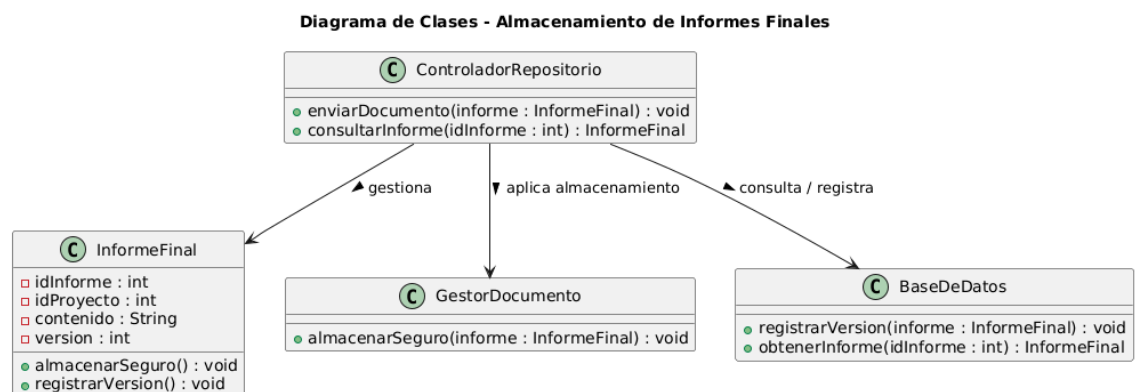 Diagrama de Clases - Almacenamiento de Informes Finales
C ControladorRepositorio
enviarDocumento(informe : InformeFinal) : void
consultarInforme(idInforme : int) : InformeFinal
gestiona
aplica almacenamiento
consulta / registra
C InformeFinal
idInforme : int
idProyecto : int
contenido : String
version : int
almacenarSeguro() : void
registrarVersion() : void
C GestorDocumento
almacenarSeguro(informe : InformeFinal) : void
C BaseDeDatos
registrarVersion(informe : InformeFinal) : void
obtenerInforme(idInforme : int) : InformeFinal